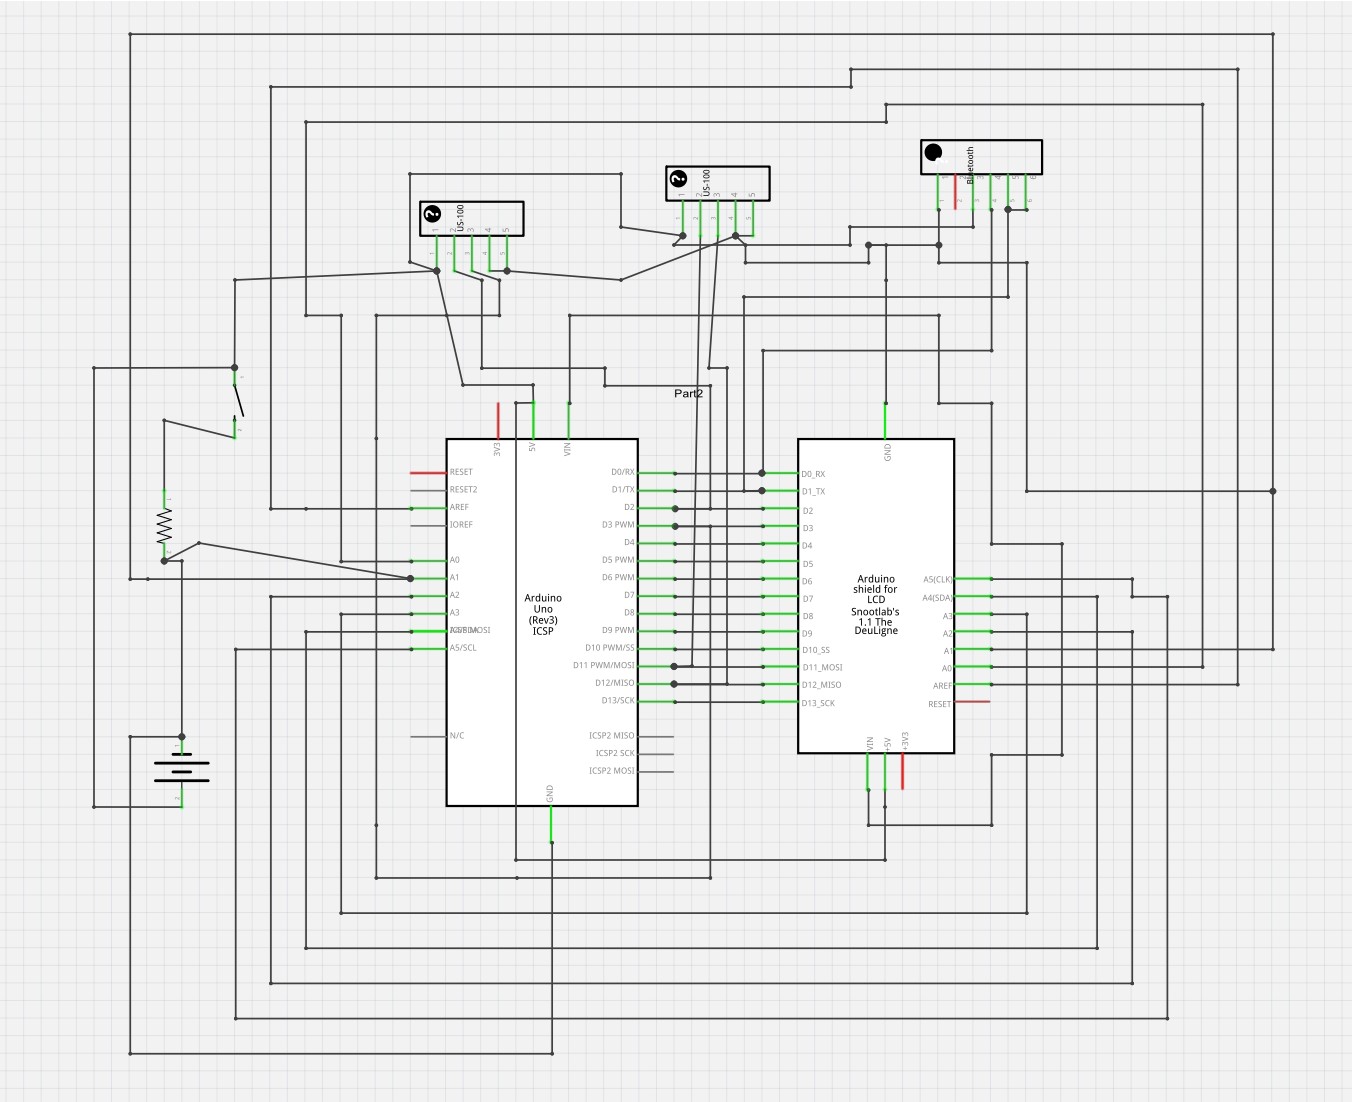 Bluetooth
1 2 3 4 5 6
?
US-100
1 2 3 4 5
?
US-100
1 2 3 4 5
Part2
3V3
5V
VIN
GND
RESET
RESET2
AREF
IOREF
A0
A1
A2
A3
A5/SCL
N/C
Arduino
Uno
(Rev3)
ICSP
D0/RX
D1/TX
D2
D3 PWM
D4
D5 PWM
D6 PWM
D7
D8
D9 PWM
D10 PWM/SS
D11 PWM/MOSI
D12/MISO
D13/SCK
ICSP2 MISO
ICSP2 SCK
ICSP2 MOSI
GND
D0_RX
D1_TX
D2
D3
D4
D5
D6
D7
D8
D9
D10_SS
D11_MOSI
D12_MISO
D13_SCK
Arduino
shield for
LCD
Snootlab's
1.1 The
DeuLigne
A5(CLK)
A4(SDA)
A3
A2
A1
A0
AREF
RESET
VIN
+5V
+3V3